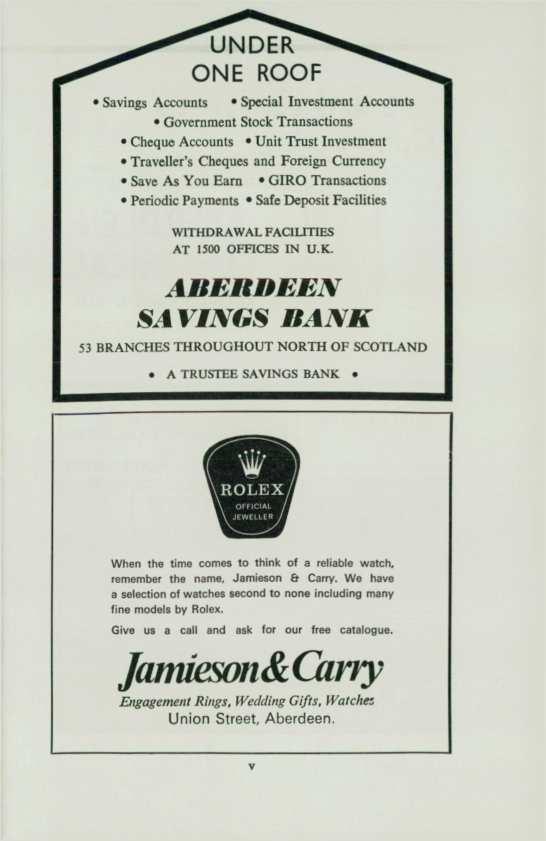 UNDER
ONE ROOF
• Savings Accounts • Special Investment Accounts
• Government Stock Transactions
• Cheque Accounts • Unit Trust Investment
• Traveller's Cheques and Foreign Currency
• Save As You Earn • GIRO Transactions
• Periodic Payments • Safe Deposit Facilities
WITHDRAWAL FACILITIES
AT 1500 OFFICES IN U.K.
ABERDEEN
SAVINGS BANK
53 BRANCHES THROUGHOUT NORTH OF SCOTLAND
• A TRUSTEE SAVINGS BANK •
ROLEX
OFFICIAL
JEWELLER
When the time comes to think of a reliable watch,
remember the name, Jamieson & Carry. We have
a selection of watches second to none including many
fine models by Rolex.
Give us a call and ask for our free catalogue.
Jamieson & Carry
Engagement Rings, Wedding Gifts, Watches
Union Street, Aberdeen.
v